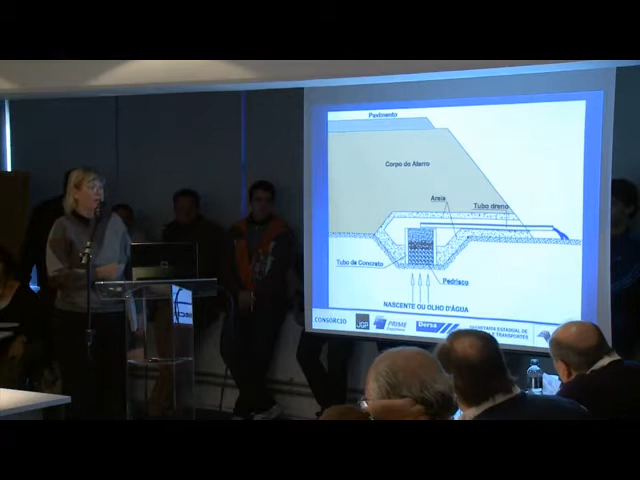 Pavimento
Corpo do Aterro
Areia
Tubo dreno
Tubo de Concreto
Pedrisco
NASCENTE OU OLHO D'ÁGUA
CONSÓRCIO
JGP
PRIME
Dersa
SECRETARIA ESTADUAL DE
TRANSPORTES